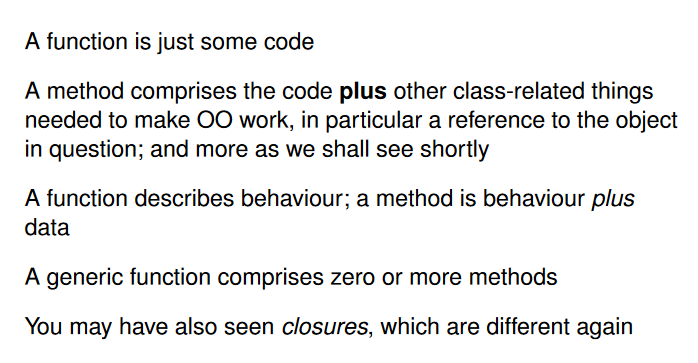 A function is just some code
A method comprises the code plus other class-related things
needed to make OO work, in particular a reference to the object
in question; and more as we shall see shortly
A function describes behaviour; a method is behaviour plus
data
A generic function comprises zero or more methods
You may have also seen closures, which are different again